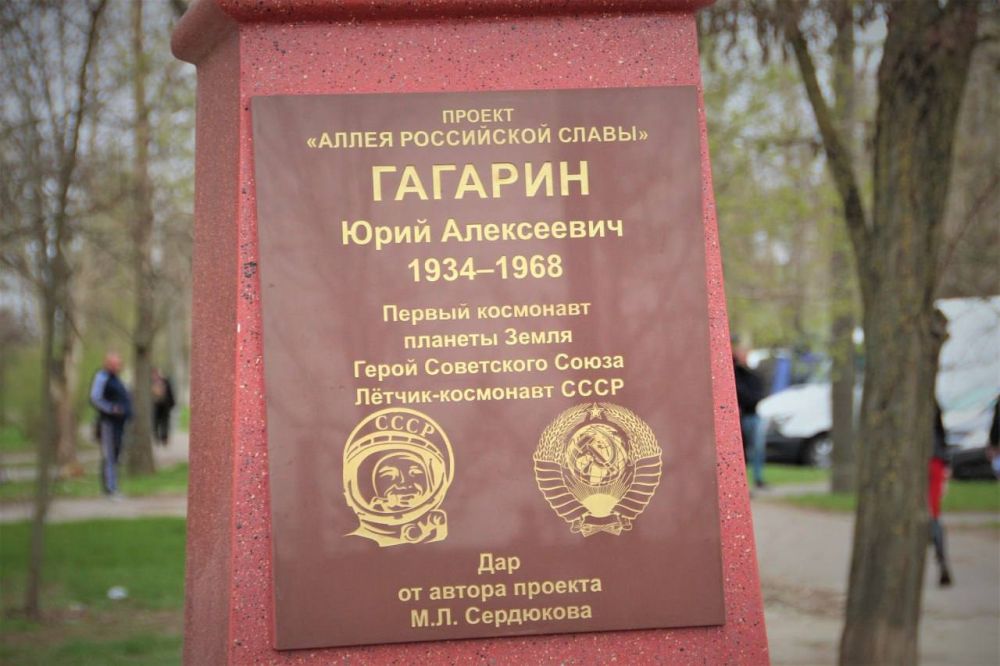 ПРОЕКТ
«АЛЛЕЯ РОССИЙСКОЙ СЛАВЫ»
ГАГАРИН
Юрий Алексеевич
1934–1968
Первый космонавт
планеты Земля
Герой Советского Союза
Лётчик-космонавт СССР
СССР
Дар
от автора проекта
М.Л. Сердюкова